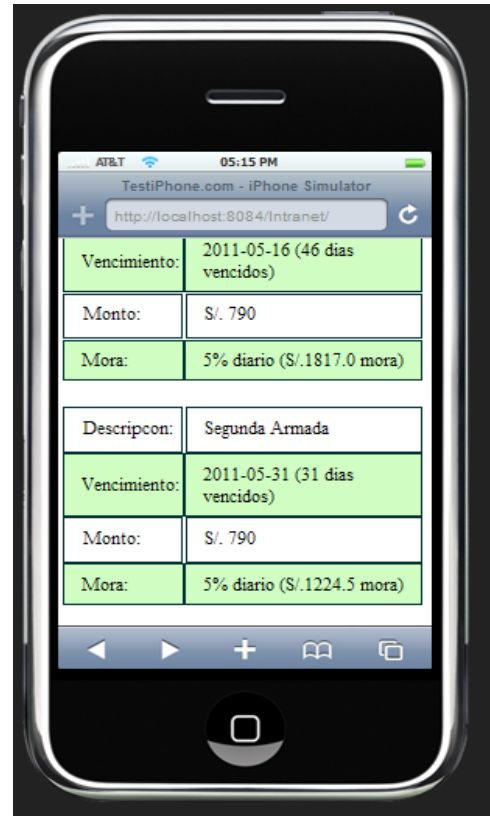 AT&T 05:15 PM
TestiPhone.com - iPhone Simulator
http://localhost:8084/Intranet/
Vencimiento: 2011-05-16 (46 dias
vencidos)
Monto: S/. 790
Mora: 5% diario (S/.1817.0 mora)
Descripcon: Segunda Armada
Vencimiento: 2011-05-31 (31 dias
vencidos)
Monto: S/. 790
Mora: 5% diario (S/.1224.5 mora)